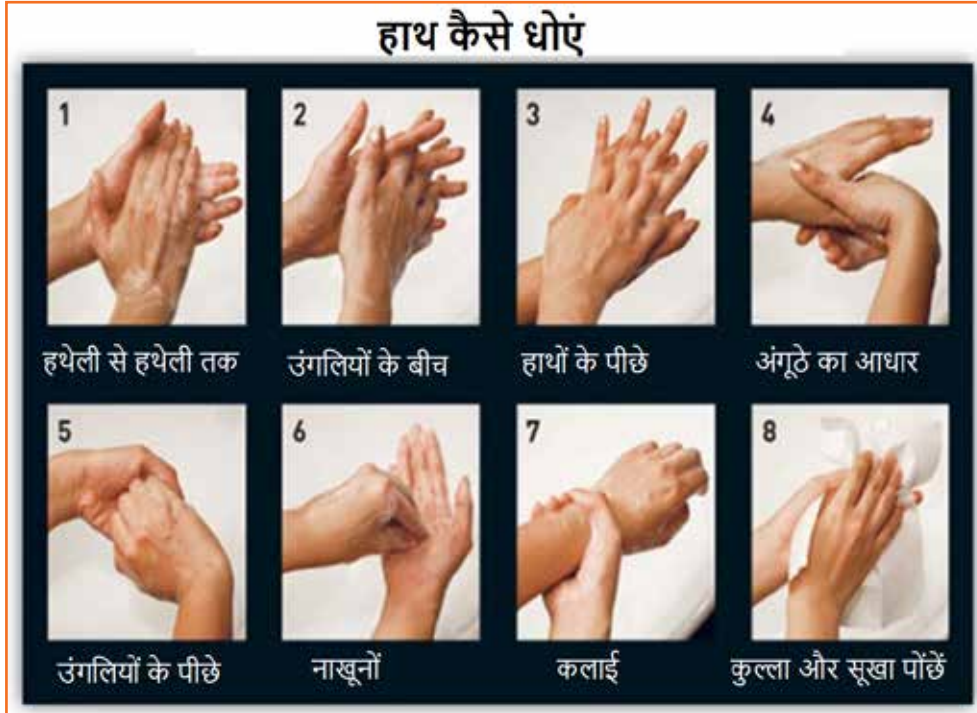 हाथ कैसे धोएं
1
2
3
4
हथेली से हथेली तक
उंगलियों के बीच
हाथों के पीछे
अंगूठे का आधार
5
6
7
8
उंगलियों के पीछे
नाखूनों
कलाई
कुल्ला और सूखा पोंछें